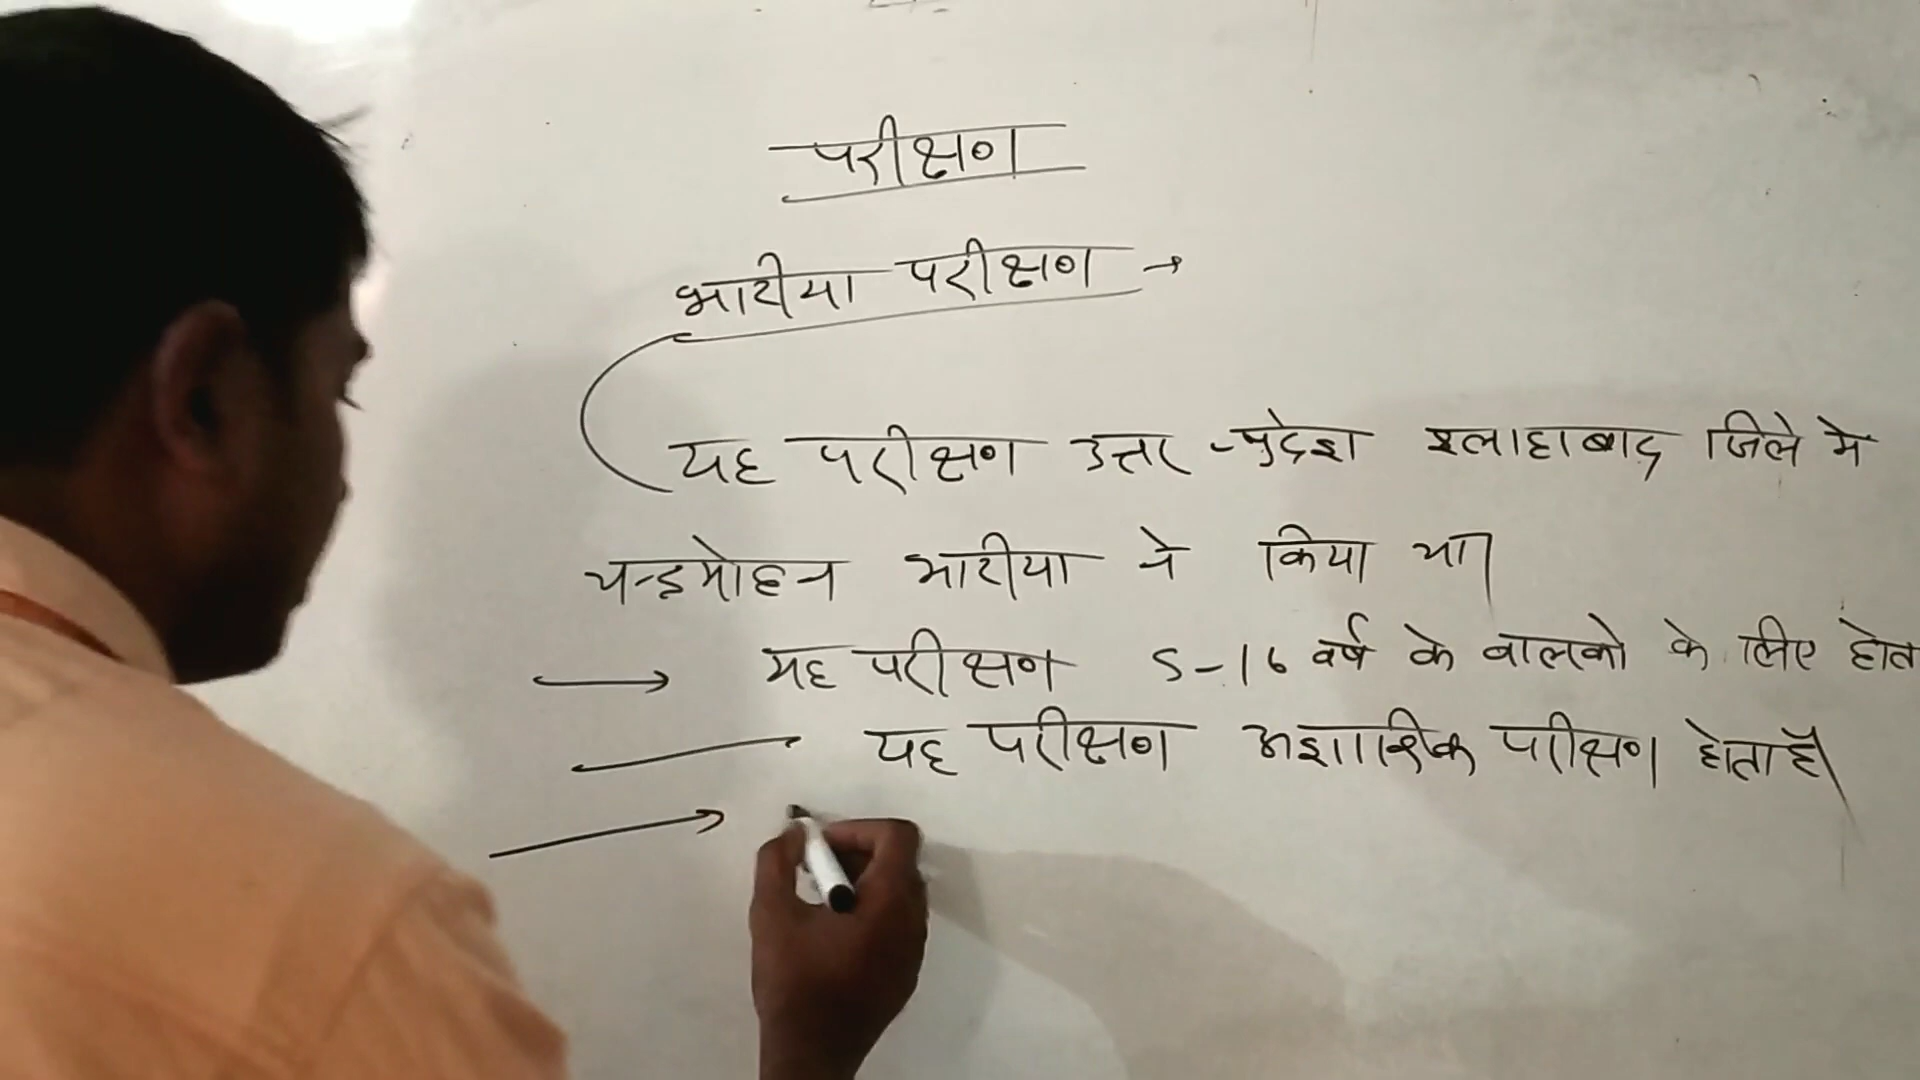 परीक्षण
भाटीया परीक्षण →
यह परीक्षण उत्तर-प्रदेश इलाहाबाद जिले मे
चन्द्रमोहन भाटीया ने किया था।
→ यह परीक्षण 5-16 वर्ष के बालको के लिए होत
यह परीक्षण अशाब्दिक परीक्षण होता है।
→